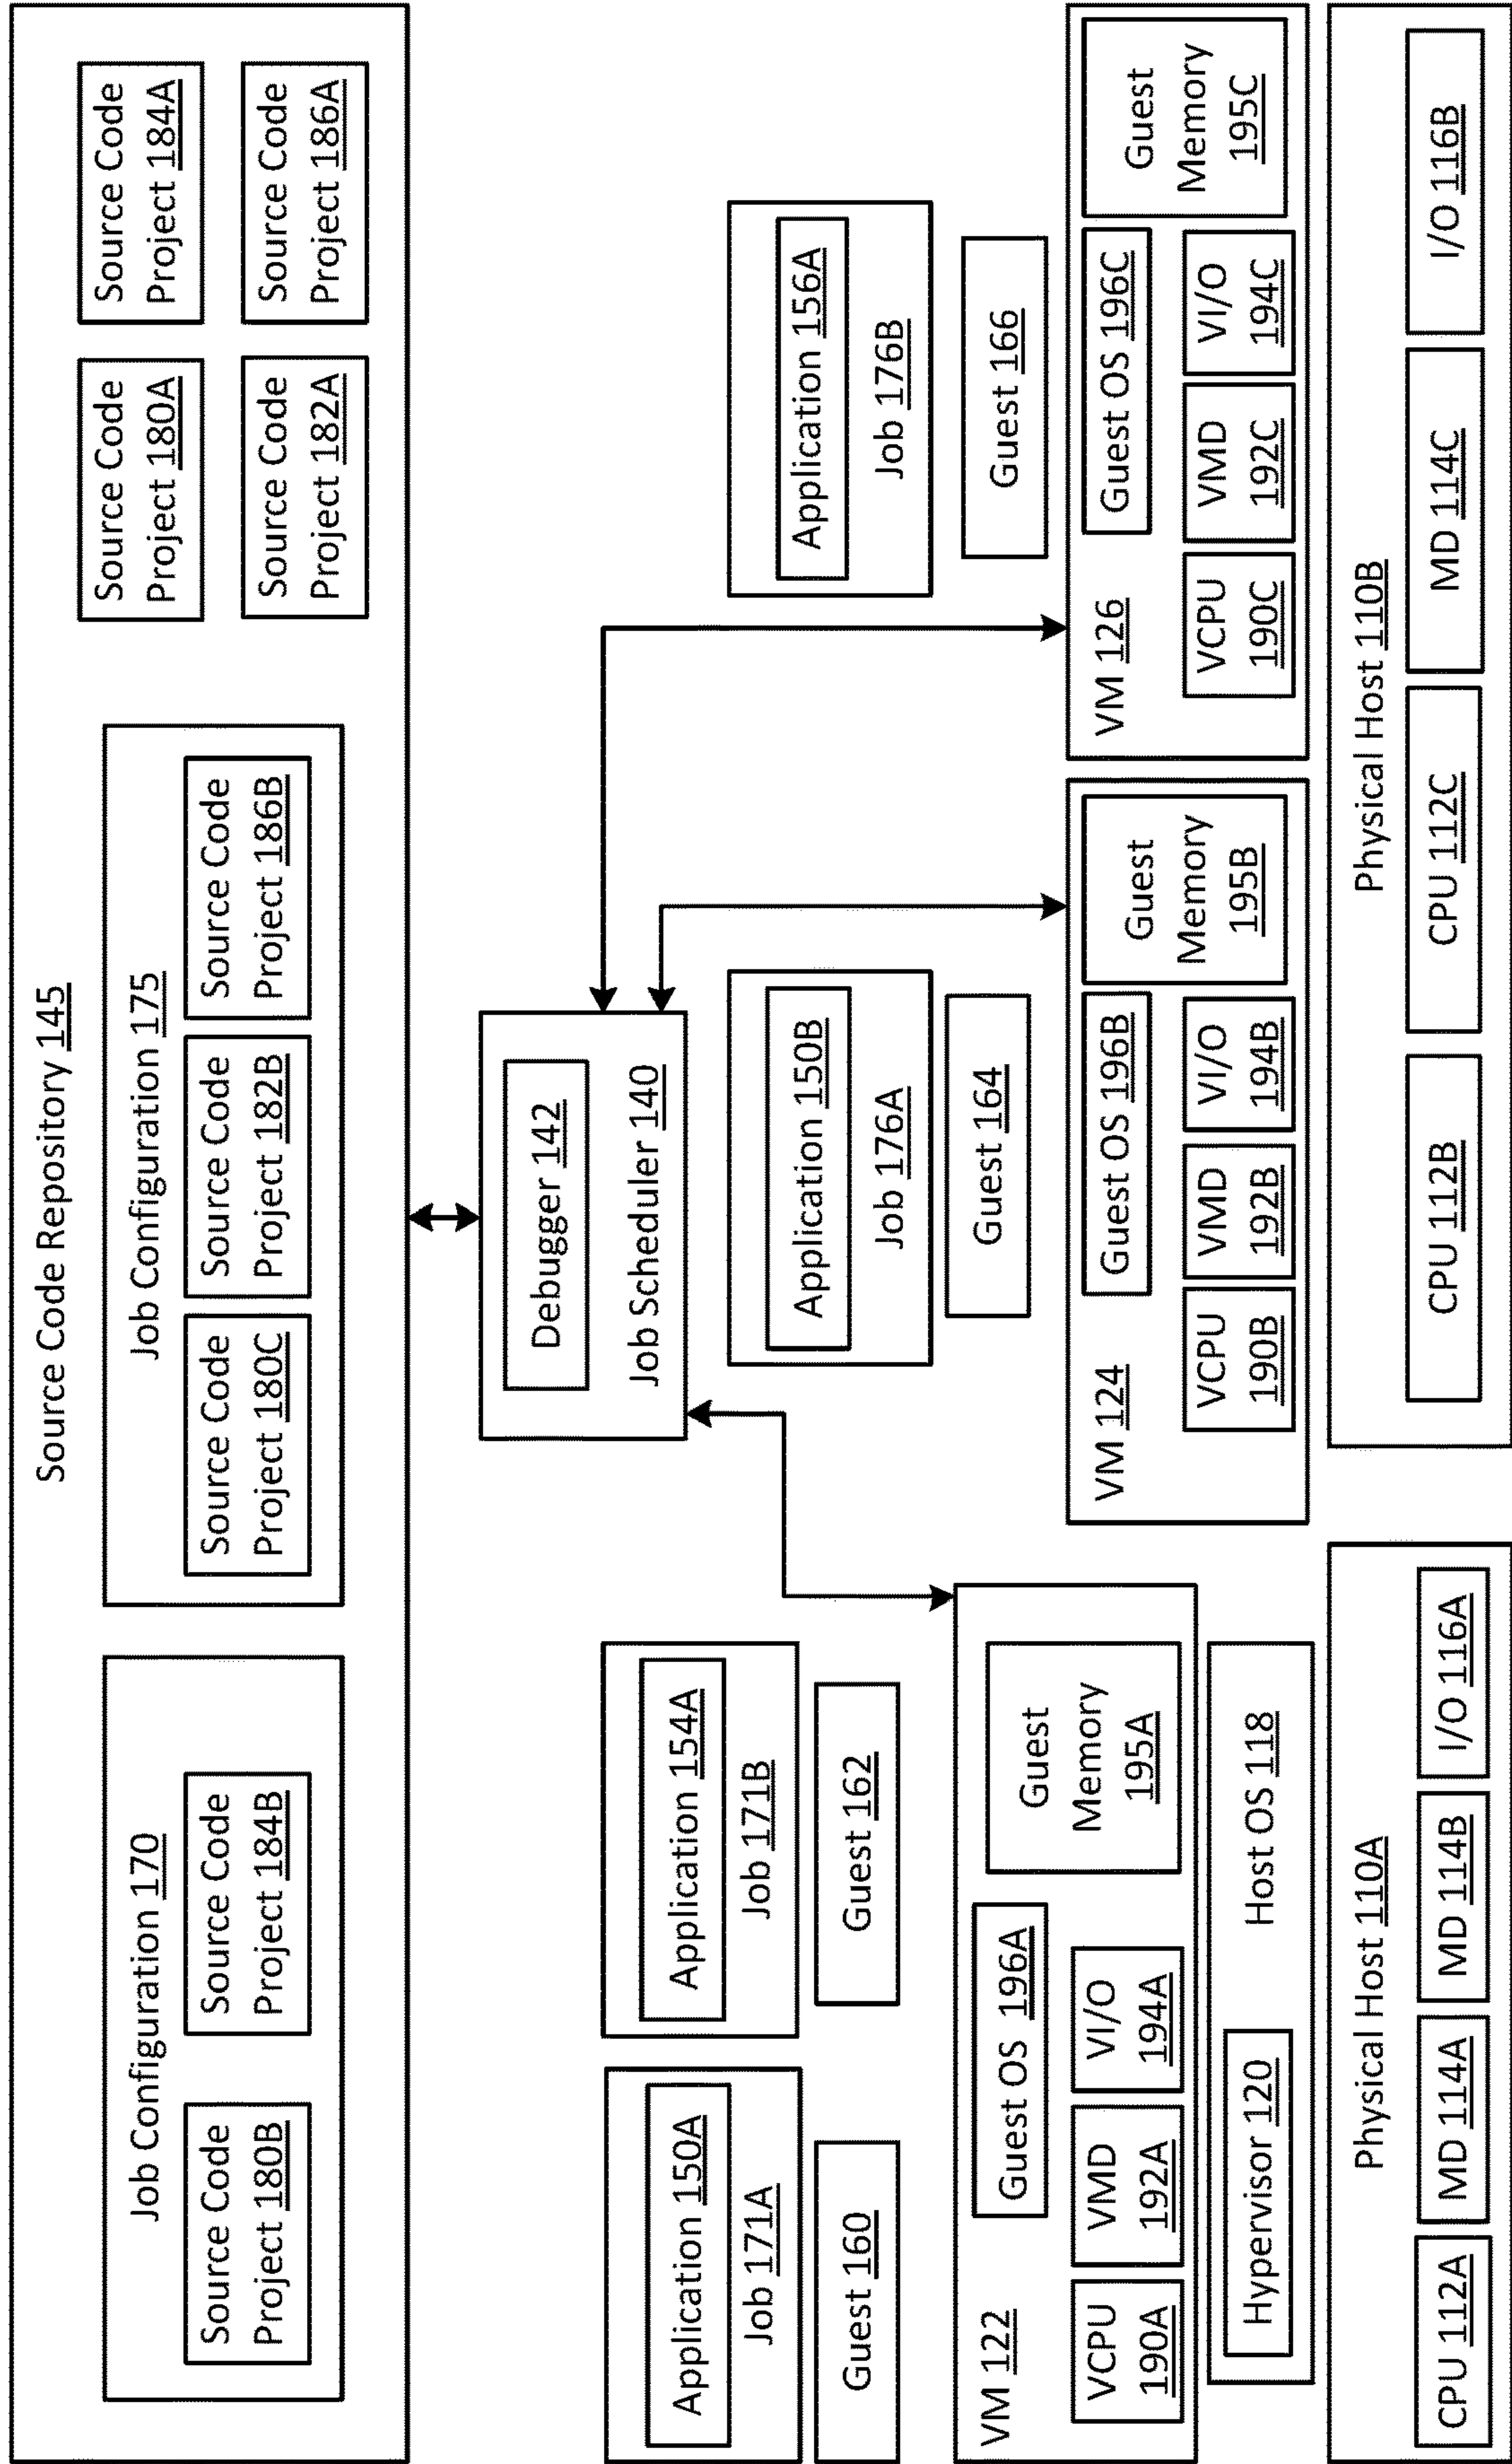 Source Code Repository 145
Job Configuration 170
Source Code
Project 180B
Source Code
Project 184B
Job Configuration 175
Source Code
Project 180C
Source Code
Project 182B
Source Code
Project 186B
Source Code
Project 180A
Source Code
Project 184A
Source Code
Project 182A
Source Code
Project 186A
Debugger 142
Job Scheduler 140
Application 150A
Job 171A
Guest 160
Application 154A
Job 171B
Guest 162
Application 150B
Job 176A
Guest 164
Application 156A
Job 176B
Guest 166
VM 122
Guest OS 196A
Guest
Memory
195A
VCPU
190A
VMD
192A
VI/O
194A
Hypervisor 120
Host OS 118
Physical Host 110A
CPU 112A
MD 114A
MD 114B
I/O 116A
VM 124
Guest OS 196B
Guest
Memory
195B
VCPU
190B
VMD
192B
VI/O
194B
VM 126
Guest OS 196C
Guest
Memory
195C
VCPU
190C
VMD
192C
VI/O
194C
Physical Host 110B
CPU 112B
CPU 112C
MD 114C
I/O 116B